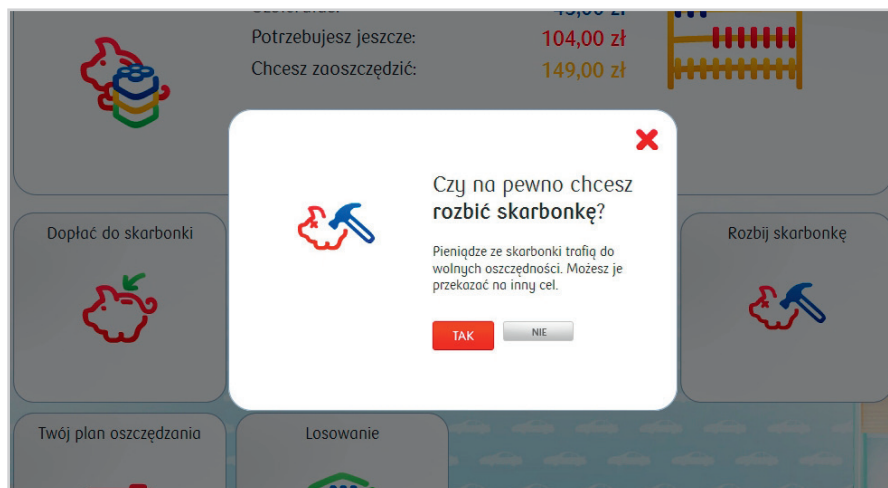 Potrzebujesz jeszcze: 104,00 zł
Chcesz zaoszczędzić: 149,00 zł
Czy na pewno chcesz
rozbić skarbonkę?
Pieniądze ze skarbonki trafią do
wolnych oszczędności. Możesz je
przekazać na inny cel.
TAK NIE
Dopłać do skarbonki
Rozbij skarbonkę
Twój plan oszczędzania
Losowanie